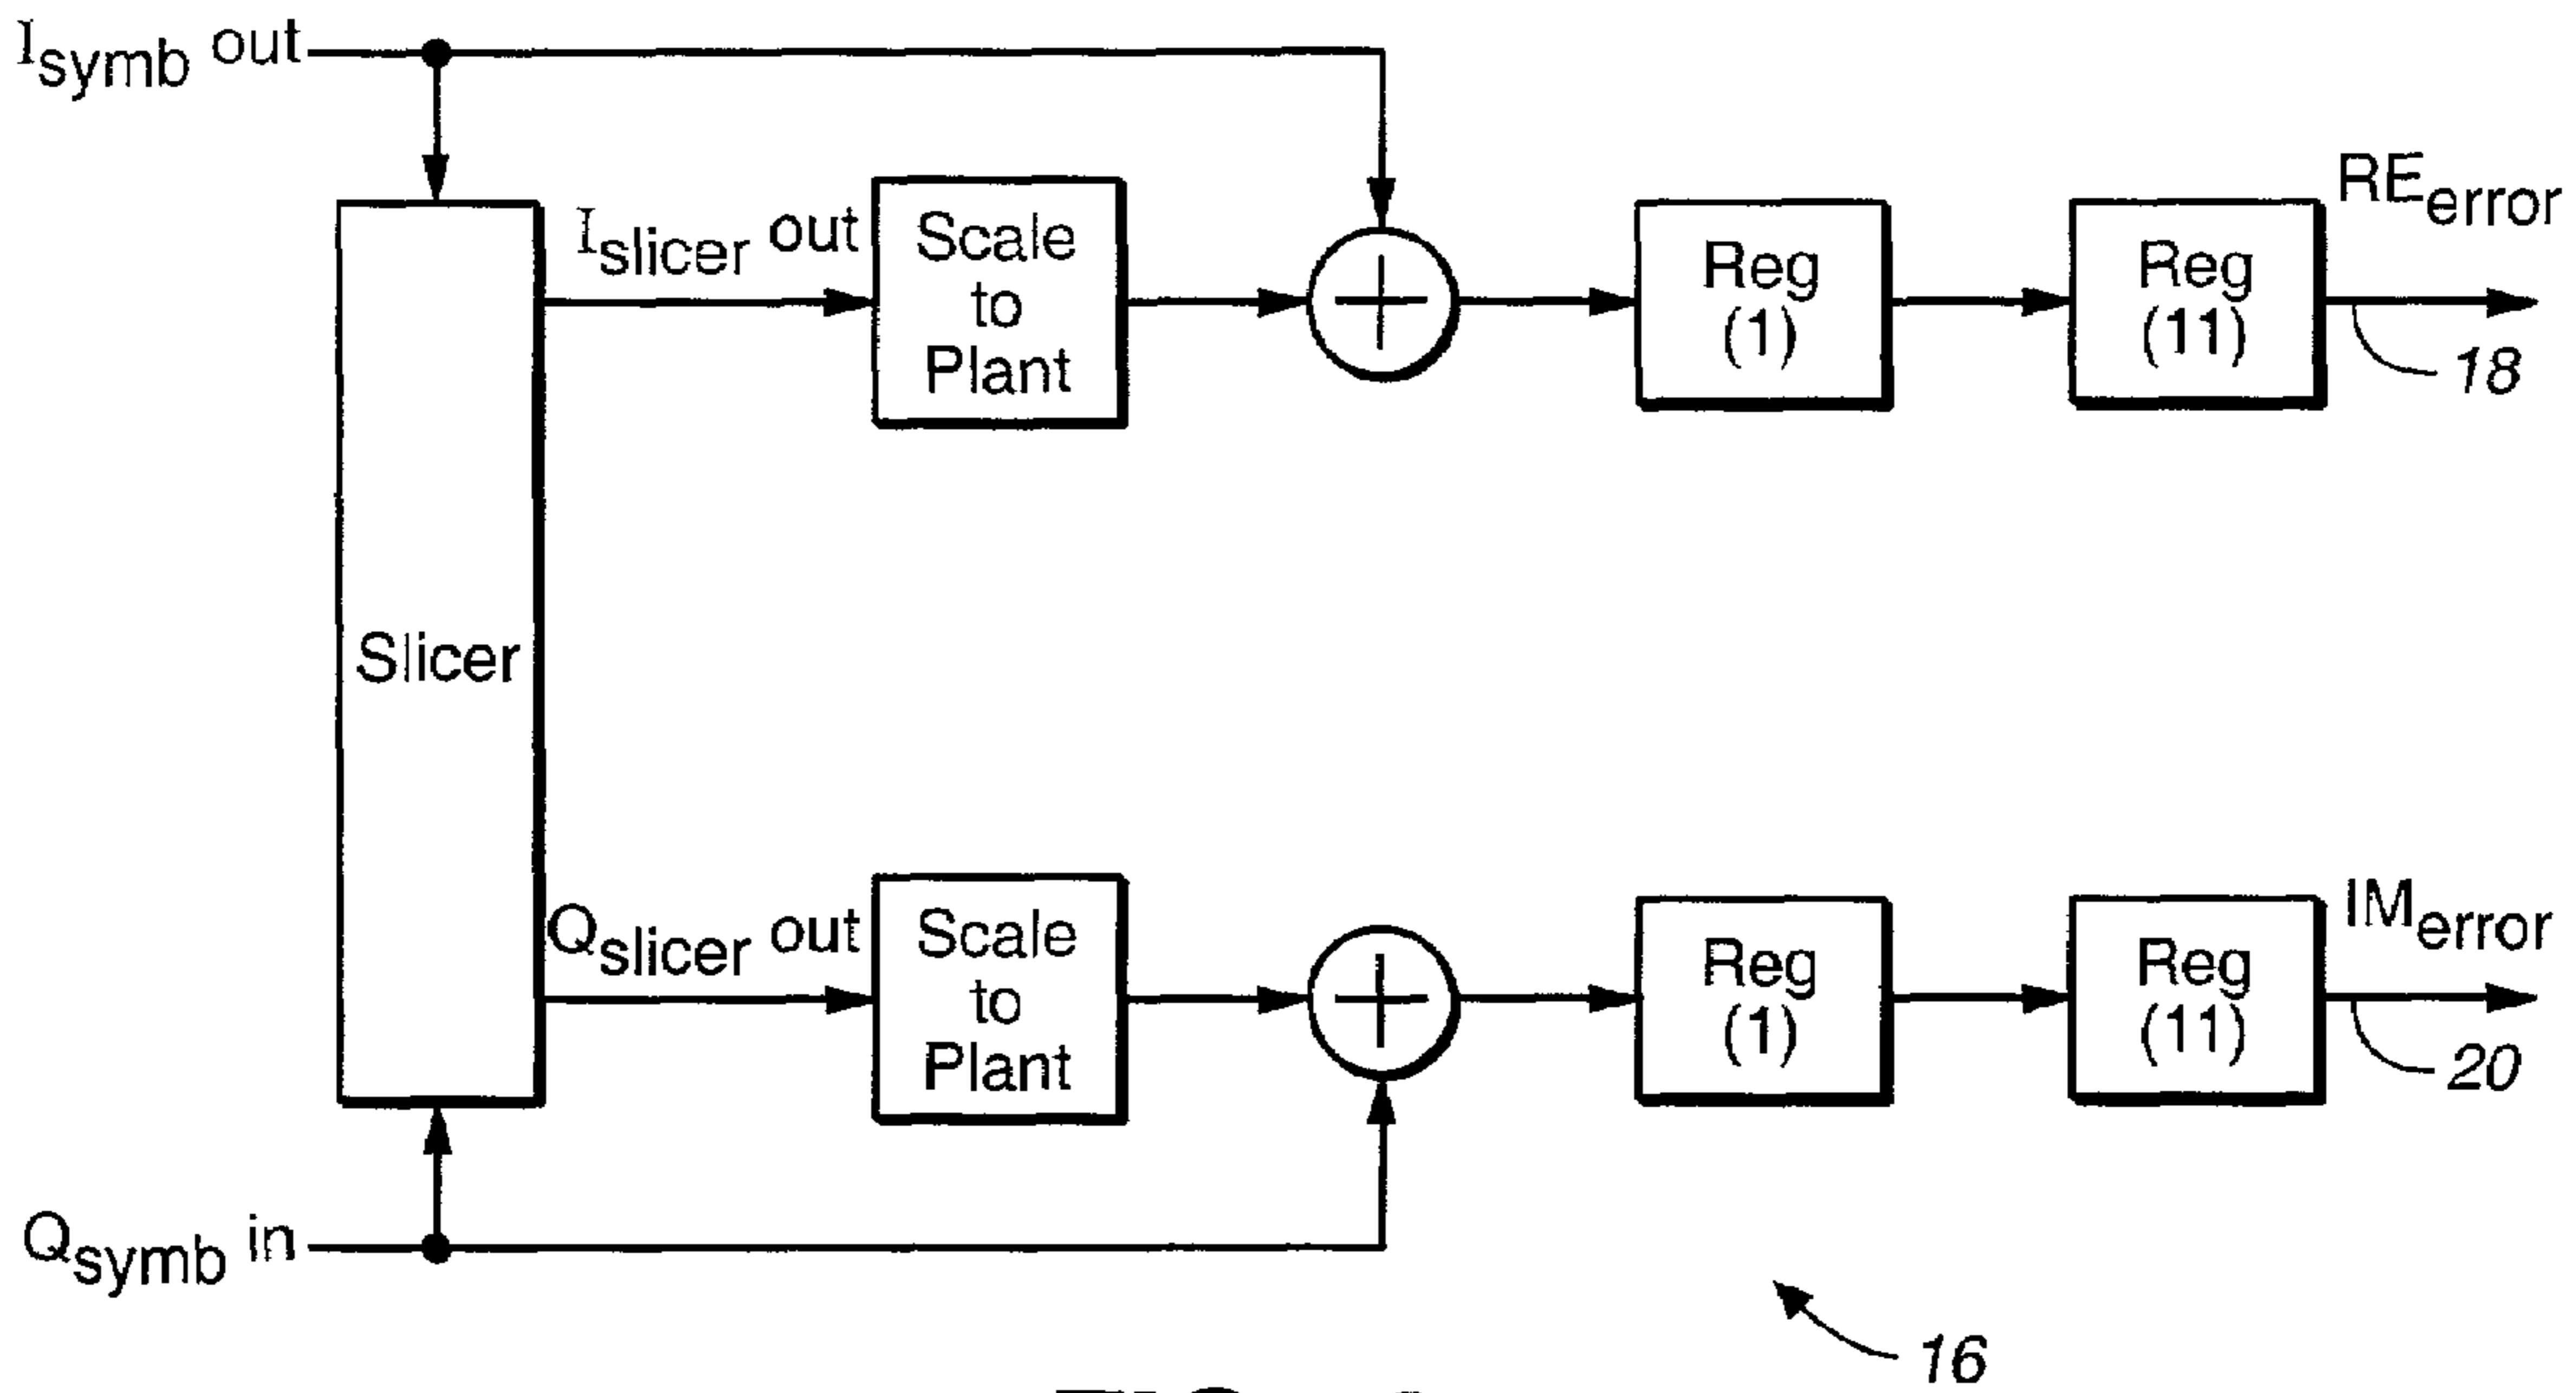 Isymb out
Islicer out
Scale
to
Plant
Reg
(1)
Reg
(11)
REerror
18
Slicer
Qslicer out
Scale
to
Plant
Reg
(1)
Reg
(11)
IMerror
20
Qsymb in
16